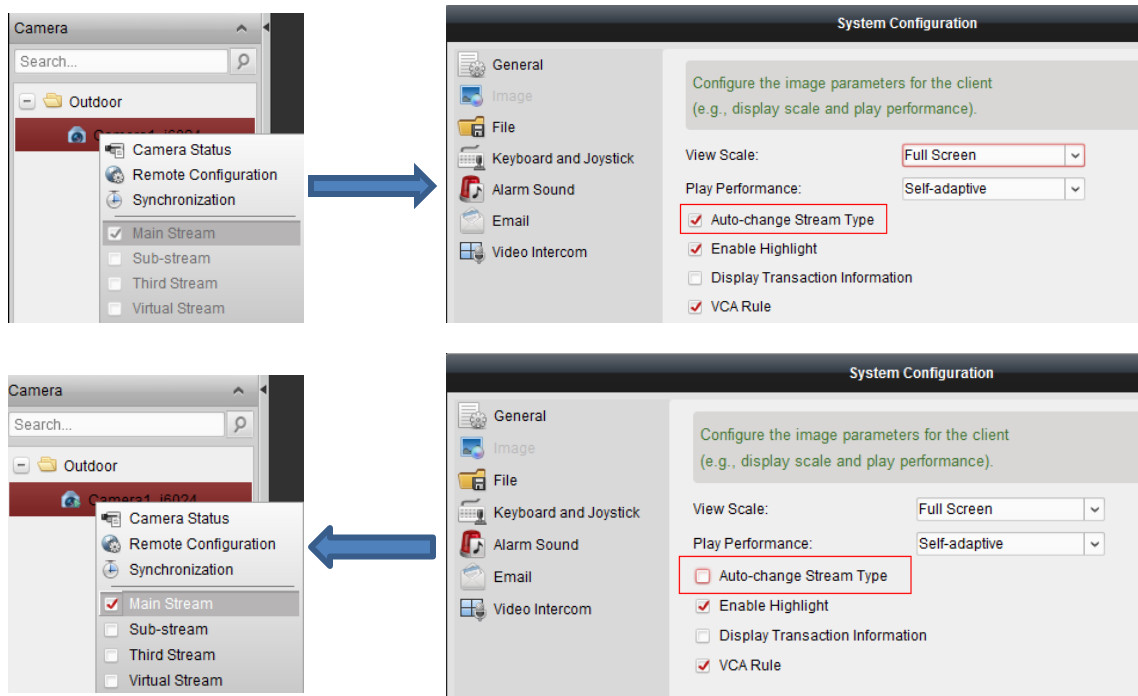 Camera
Search...
Outdoor
Camera1_i6024
Camera Status
Remote Configuration
Synchronization
Main Stream
Sub-stream
Third Stream
Virtual Stream
System Configuration
General
Image
File
Keyboard and Joystick
Alarm Sound
Email
Video Intercom
Configure the image parameters for the client
(e.g., display scale and play performance).
View Scale:
Full Screen
Play Performance:
Self-adaptive
Auto-change Stream Type
Enable Highlight
Display Transaction Information
VCA Rule
Camera
Search...
Outdoor
Camera1_i6024
Camera Status
Remote Configuration
Synchronization
Main Stream
Sub-stream
Third Stream
Virtual Stream
System Configuration
General
Image
File
Keyboard and Joystick
Alarm Sound
Email
Video Intercom
Configure the image parameters for the client
(e.g., display scale and play performance).
View Scale:
Full Screen
Play Performance:
Self-adaptive
Auto-change Stream Type
Enable Highlight
Display Transaction Information
VCA Rule